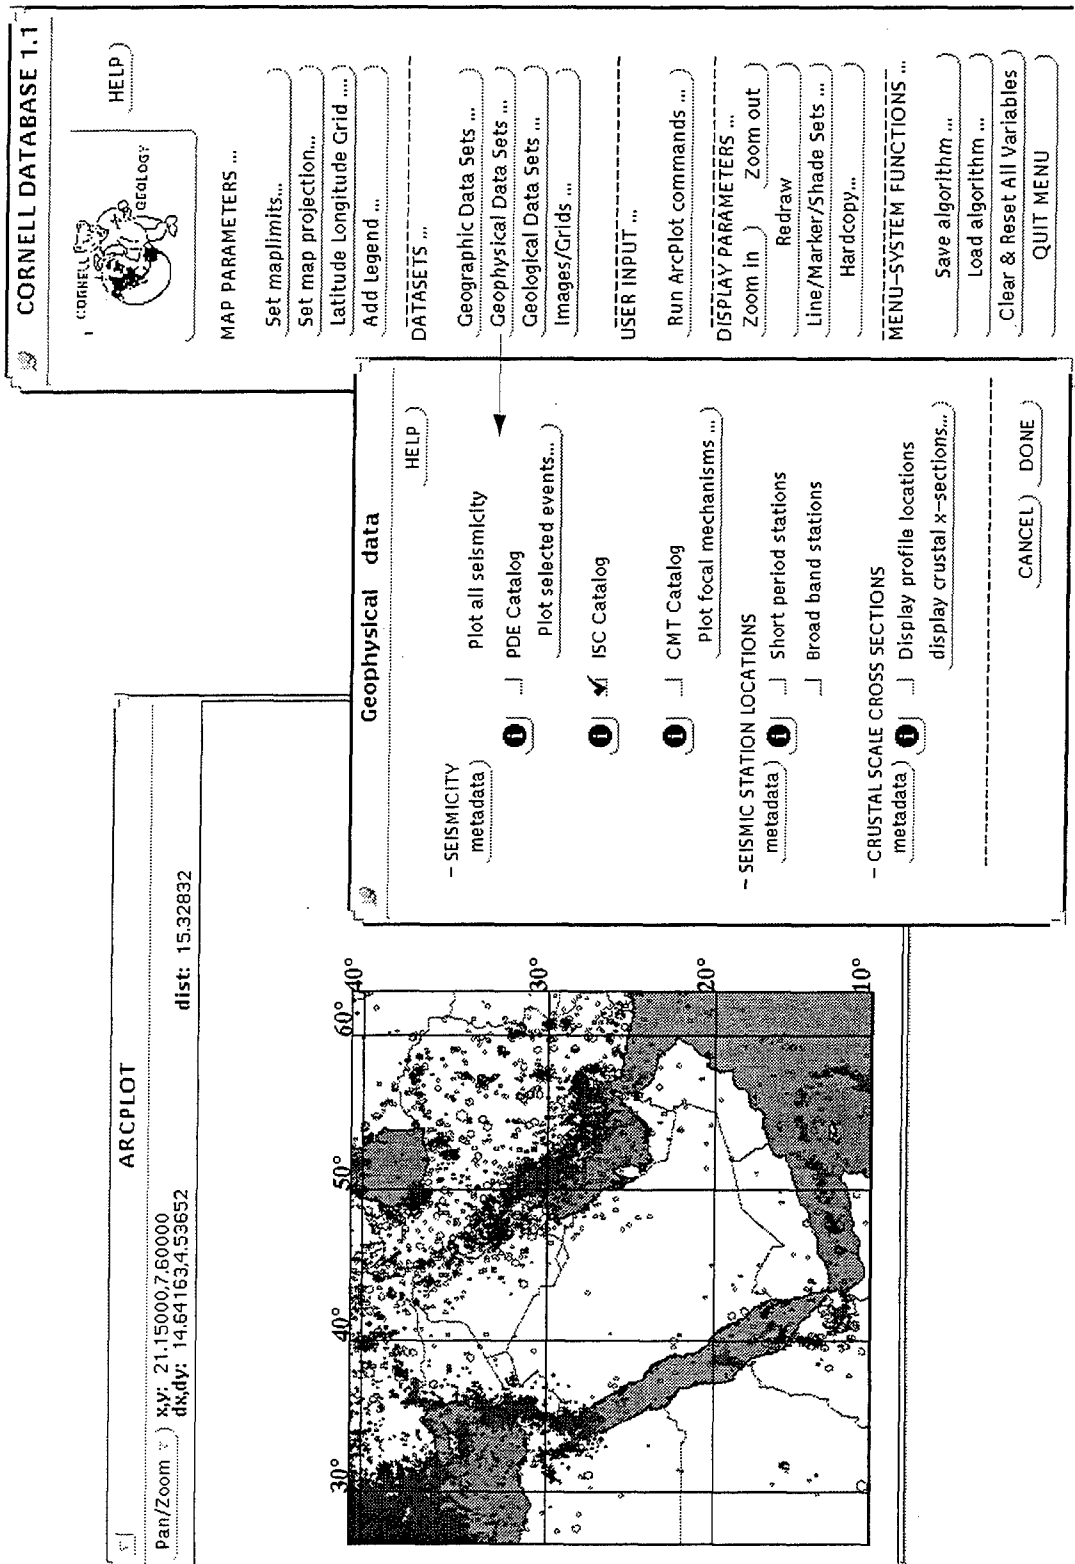 CORNELL DATABASE 1.1
CORNELL
GEOLOGY
HELP
MAP PARAMETERS ...
Set maplimits...
Set map projection...
Latitude Longitude Grid ....
Add Legend ...
DATASETS ...
Geographic Data Sets ...
Geophysical Data Sets ...
Geological Data Sets ...
Images/Grids ...
USER INPUT ...
Run ArcPlot commands ...
DISPLAY PARAMETERS ...
Zoom in Zoom out
Redraw
Line/Marker/Shade Sets ...
Hardcopy...
MENU-SYSTEM FUNCTIONS ...
Save algorithm ...
Load algorithm ...
Clear & Reset All Variables
QUIT MENU
Geophysical data
HELP
– SEISMICITY
metadata
Plot all seismicity
i PDE Catalog
Plot selected events...
i ISC Catalog
i CMT Catalog
Plot focal mechanisms ...
– SEISMIC STATION LOCATIONS
metadata i Short period stations
Broad band stations
– CRUSTAL SCALE CROSS SECTIONS
metadata i Display profile locations
display crustal x-sections...
CANCEL DONE
ARCPLOT
Pan/Zoom x,y: 21.15000,7.60000
dx,dy: 14.64163,4.53652 dist: 15.32832
30° 40° 50° 60°
40°
30°
20°
10°